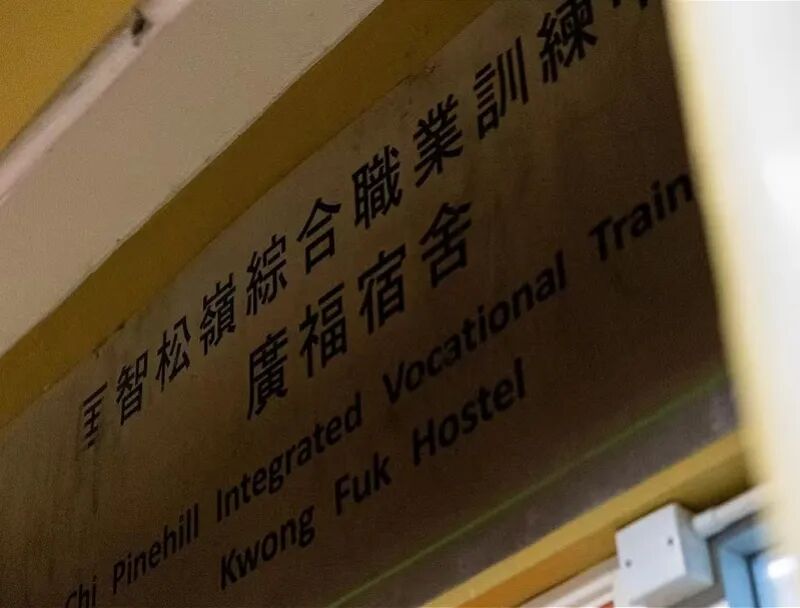 匡智松嶺綜合職業訓練
廣福宿舍
Chi Pinehill Integrated Vocational Train
Kwong Fuk Hostel